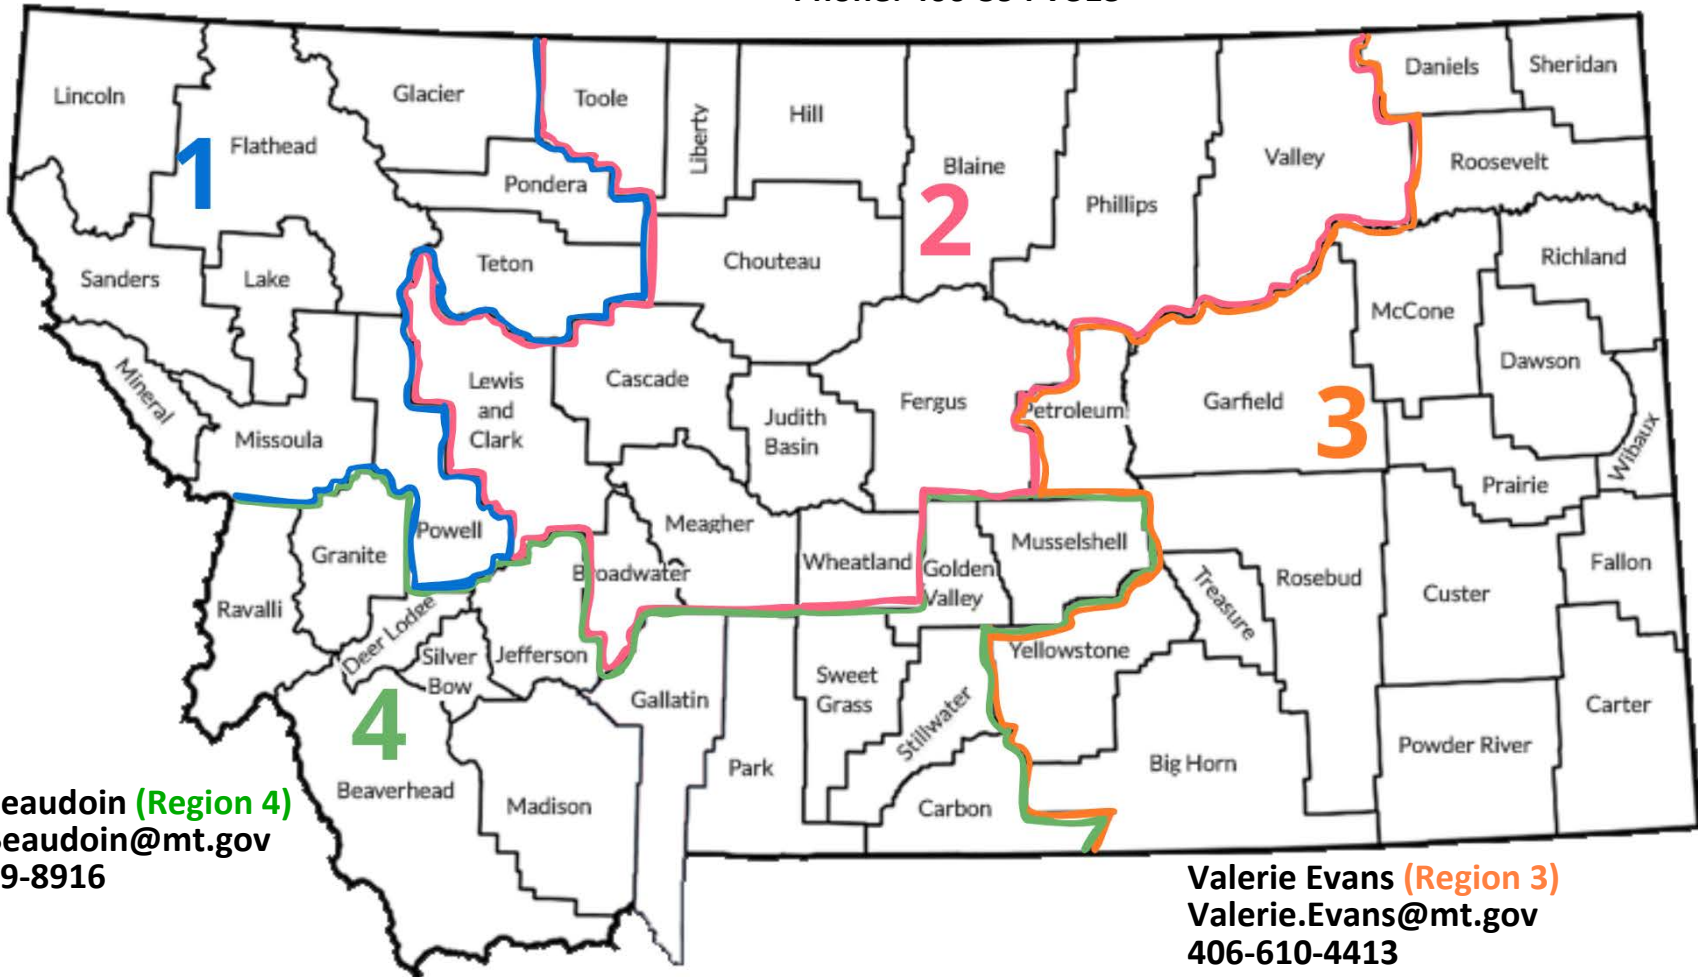 Daniels
Sheridan
Lincoln
Glacier
Toole
Liberty
Hill
1
Flathead
Blaine
Valley
Roosevelt
Pondera
2
Phillips
Sanders
Lake
Teton
Chouteau
Richland
McCone
Mineral
Lewis
and
Clark
Cascade
Judith
Basin
Fergus
Petroleum
Garfield
3
Dawson
Wibaux
Missoula
Prairie
Powell
Granite
Meagher
Broadwater
Wheatland
Golden
Valley
Musselshell
Treasure
Rosebud
Custer
Fallon
Ravalli
Deer Lodge
Silver
Bow
Jefferson
Gallatin
Sweet
Grass
Stillwater
Yellowstone
4
Beaverhead
Madison
Park
Carbon
Big Horn
Powder River
Carter
eaudoin (Region 4)
eaudoin@mt.gov
9-8916
Valerie Evans (Region 3)
Valerie.Evans@mt.gov
406-610-4413